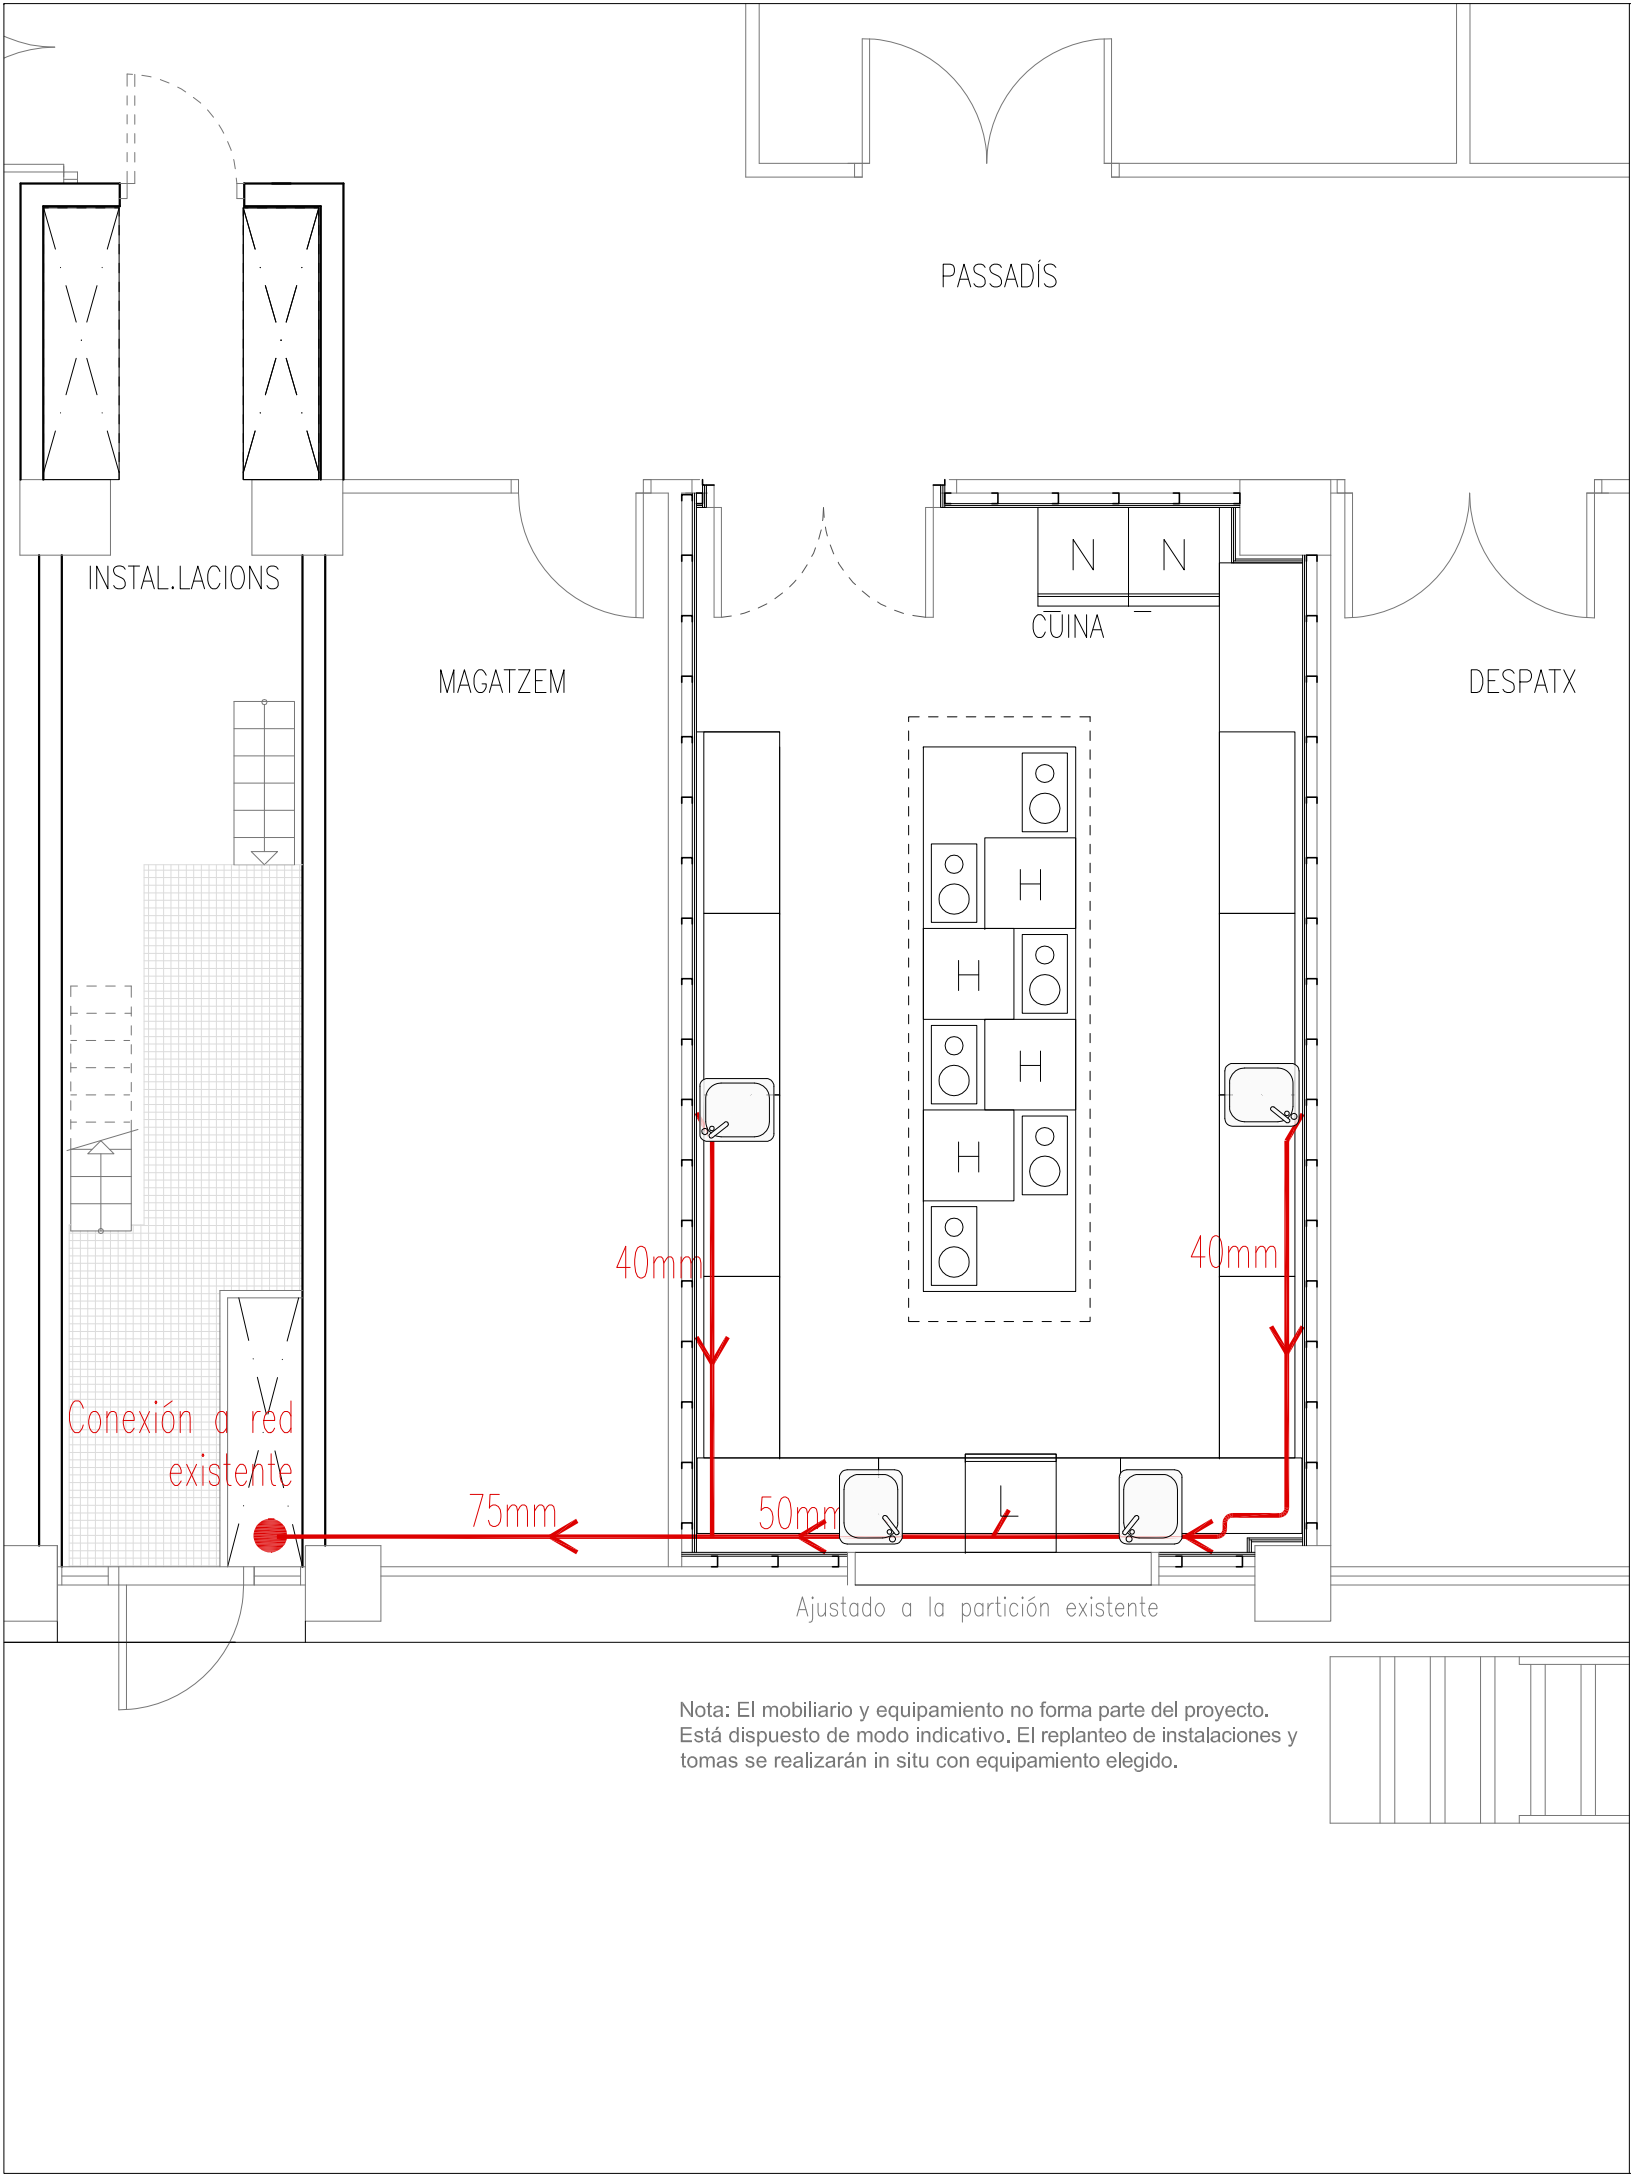 PASSADÍS
INSTAL.LACIONS
N
N
CUINA
MAGATZEM
DESPATX
H
H
H
H
40mm
40mm
Conexión a red
existente
75mm
50mm
L
Ajustado a la partición existente
Nota: El mobiliario y equipamiento no forma parte del proyecto.
Está dispuesto de modo indicativo. El replanteo de instalaciones y
tomas se realizarán in situ con equipamiento elegido.